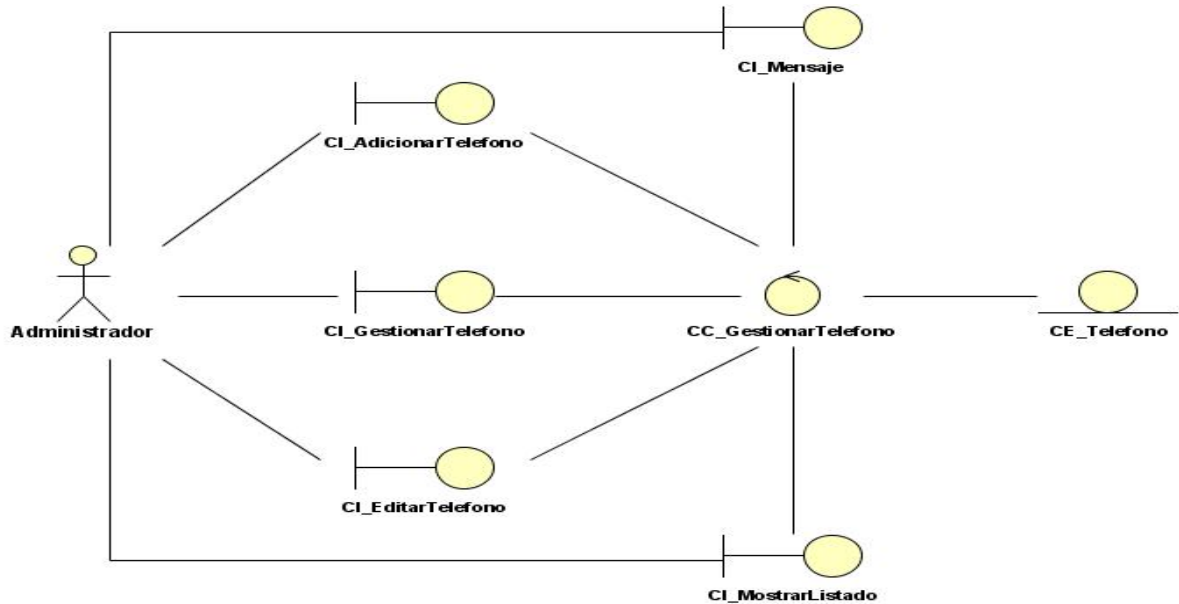 CI_Mensaje
CI_AdicionarTelefono
Administrador
CI_GestionarTelefono
CC_GestionarTelefono
CE_Telefono
CI_EditarTelefono
CI_MostrarListado